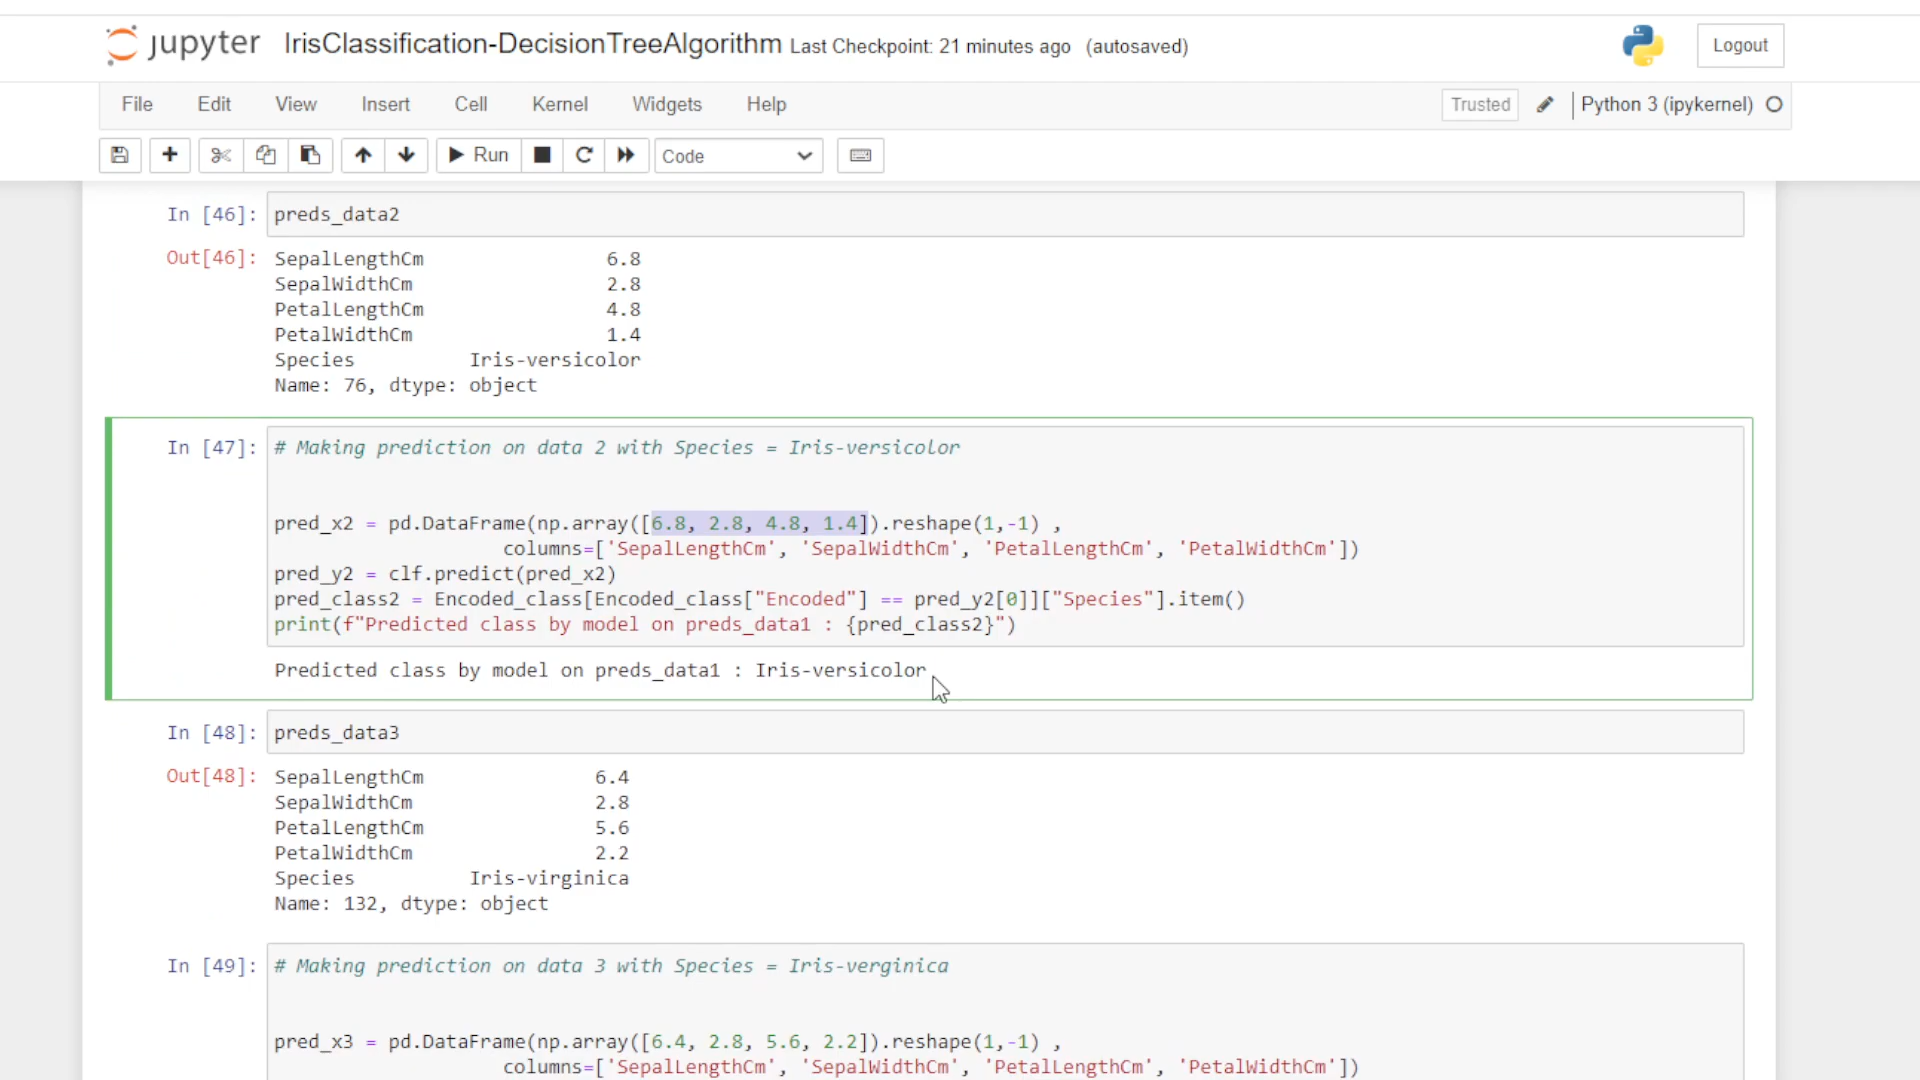 jupyter IrisClassification-DecisionTreeAlgorithm Last Checkpoint: 21 minutes ago (autosaved) Logout
File Edit View Insert Cell Kernel Widgets Help Trusted Python 3 (ipykernel)
Run Code
In [46]: preds_data2
Out[46]: SepalLengthCm 6.8
SepalWidthCm 2.8
PetalLengthCm 4.8
PetalWidthCm 1.4
Species Iris-versicolor
Name: 76, dtype: object
In [47]: # Making prediction on data 2 with Species = Iris-versicolor
pred_x2 = pd.DataFrame(np.array([6.8, 2.8, 4.8, 1.4]).reshape(1,-1) ,
columns=['SepalLengthCm', 'SepalWidthCm', 'PetalLengthCm', 'PetalWidthCm'])
pred_y2 = clf.predict(pred_x2)
pred_class2 = Encoded_class[Encoded_class["Encoded"] == pred_y2[0]]["Species"].item()
print(f"Predicted class by model on preds_data1 : {pred_class2}")
Predicted class by model on preds_data1 : Iris-versicolor
In [48]: preds_data3
Out[48]: SepalLengthCm 6.4
SepalWidthCm 2.8
PetalLengthCm 5.6
PetalWidthCm 2.2
Species Iris-virginica
Name: 132, dtype: object
In [49]: # Making prediction on data 3 with Species = Iris-verginica
pred_x3 = pd.DataFrame(np.array([6.4, 2.8, 5.6, 2.2]).reshape(1,-1) ,
columns=['SepalLengthCm', 'SepalWidthCm', 'PetalLengthCm', 'PetalWidthCm'])